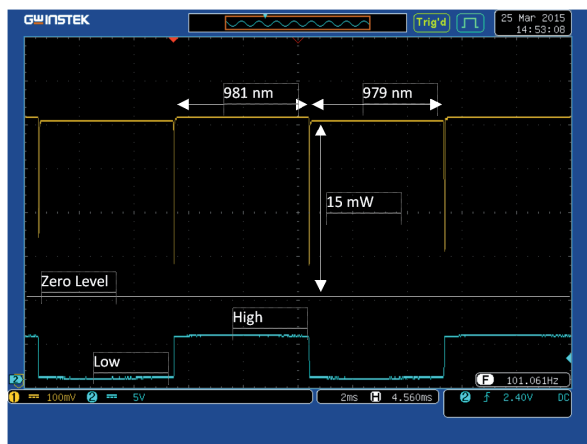 GWINSTEK
Trig'd
25 Mar 2015
14:53:08
981 nm
979 nm
15 mW
Zero Level
High
Low
2
F 101.061Hz
1 100mV 2 5V
2ms H 4.560ms
2 2.40V DC